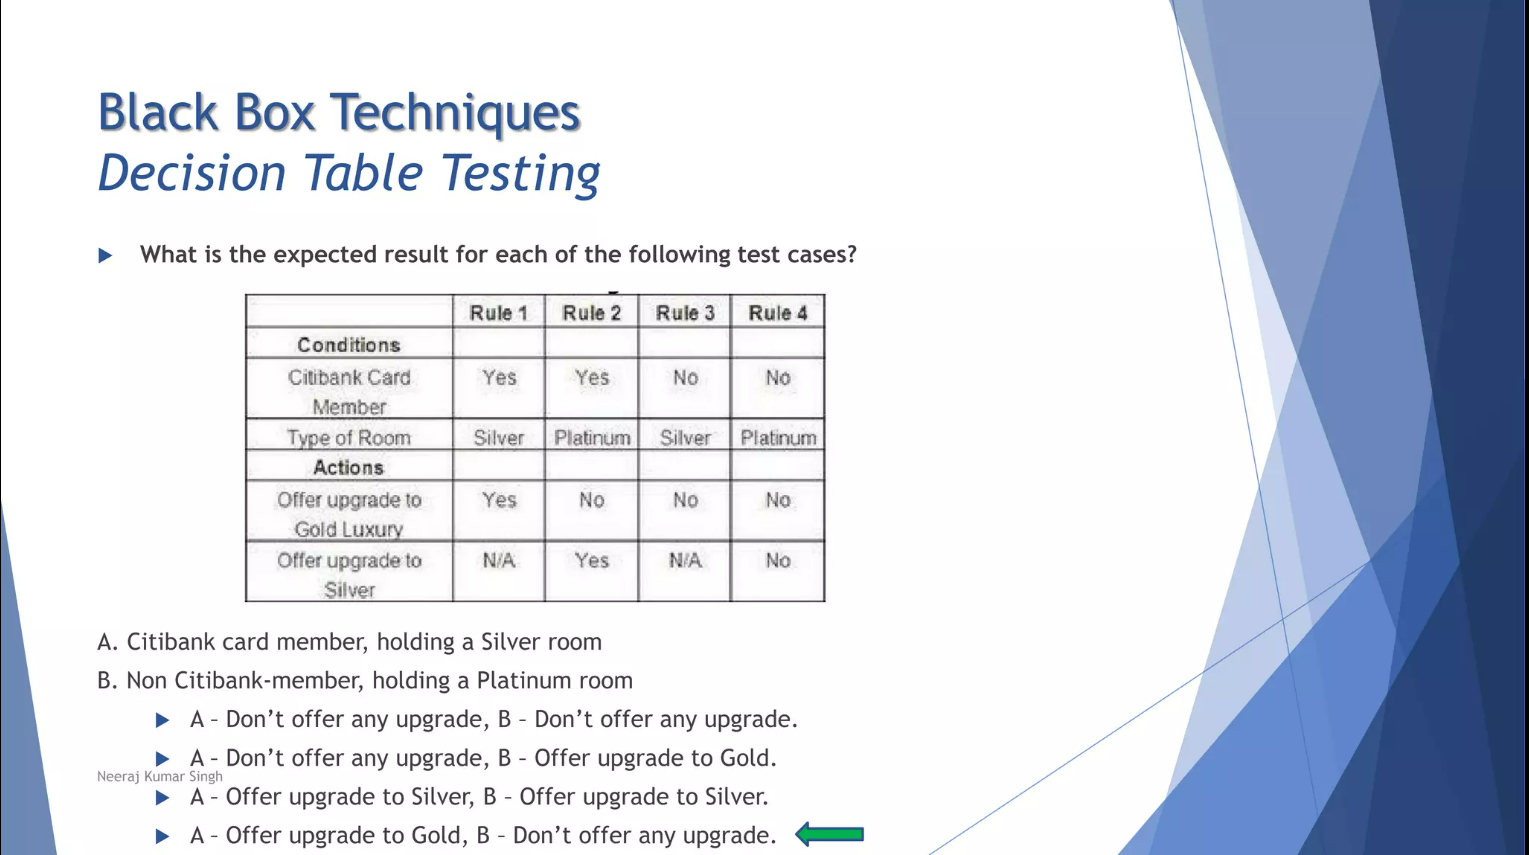 Black Box Techniques
Decision Table Testing
What is the expected result for each of the following test cases?
Rule 1 Rule 2 Rule 3 Rule 4
Conditions
Citibank Card Member Yes Yes No No
Type of Room Silver Platinum Silver Platinum
Actions
Offer upgrade to Gold Luxury Yes No No No
Offer upgrade to Silver N/A Yes N/A No
A. Citibank card member, holding a Silver room
B. Non Citibank-member, holding a Platinum room
A – Don’t offer any upgrade, B – Don’t offer any upgrade.
A – Don’t offer any upgrade, B – Offer upgrade to Gold.
Neeraj Kumar Singh
A – Offer upgrade to Silver, B – Offer upgrade to Silver.
A – Offer upgrade to Gold, B – Don’t offer any upgrade.